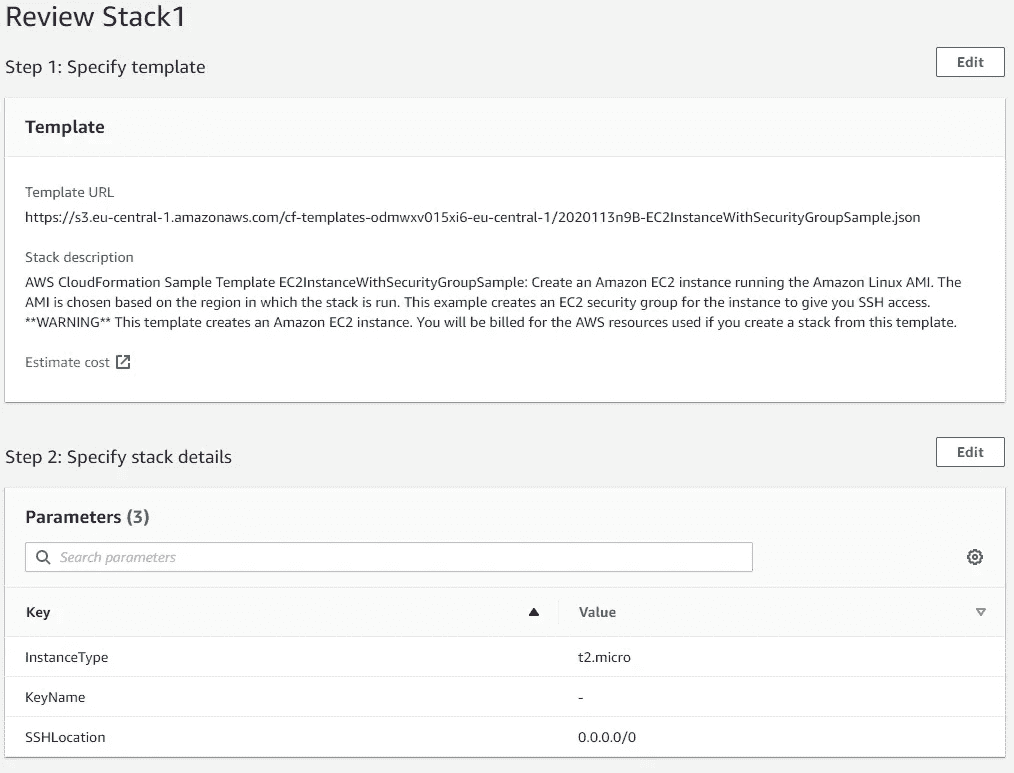 Review Stack1
Step 1: Specify template
Edit
Template
Template URL
https://s3.eu-central-1.amazonaws.com/cf-templates-odmwxv015xi6-eu-central-1/2020113n9B-EC2InstanceWithSecurityGroupSample.json
Stack description
AWS CloudFormation Sample Template EC2InstanceWithSecurityGroupSample: Create an Amazon EC2 instance running the Amazon Linux AMI. The
AMI is chosen based on the region in which the stack is run. This example creates an EC2 security group for the instance to give you SSH access.
**WARNING** This template creates an Amazon EC2 instance. You will be billed for the AWS resources used if you create a stack from this template.
Estimate cost
Step 2: Specify stack details
Edit
Parameters (3)
Search parameters
Key Value
InstanceType t2.micro
KeyName -
SSHLocation 0.0.0.0/0